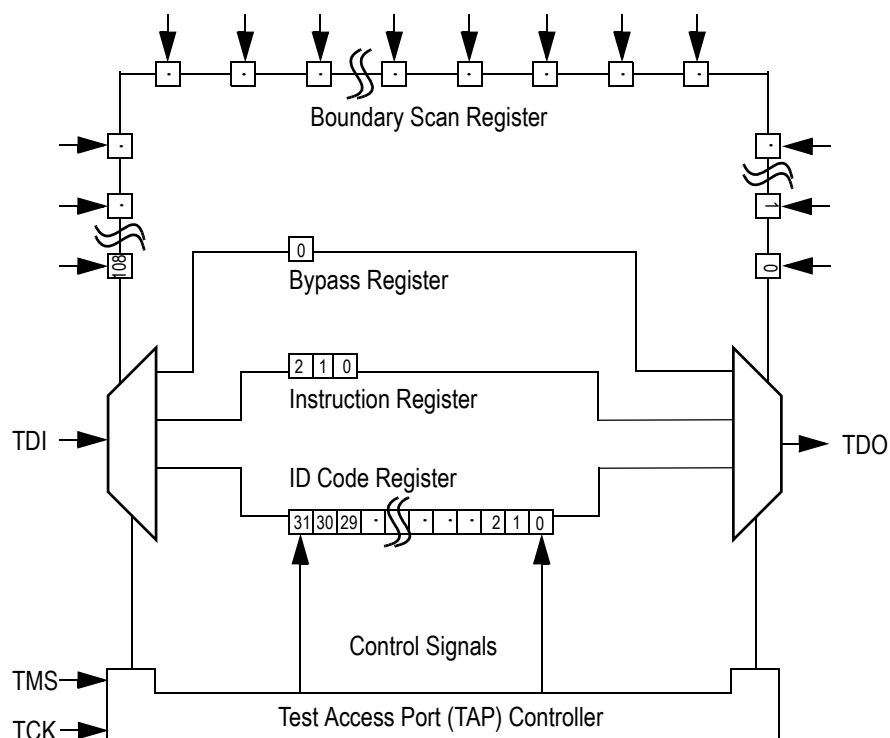 · · · · · · · ·
Boundary Scan Register
· ·
· 1
108 0
0
Bypass Register
2 1 0
Instruction Register
TDI TDO
ID Code Register
31 30 29 · · · · 2 1 0
Control Signals
TMS
Test Access Port (TAP) Controller
TCK